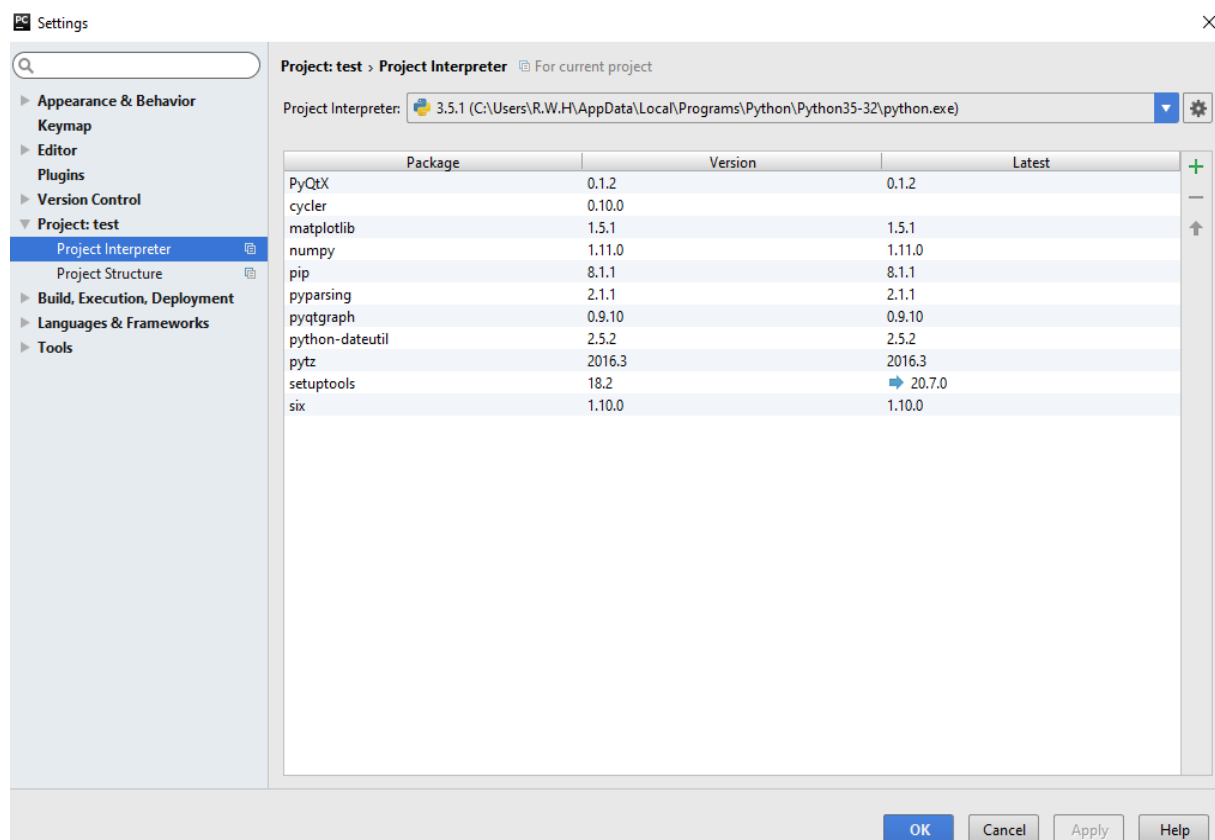 PC Settings
Project: test › Project Interpreter For current project
Appearance & Behavior
Keymap
Editor
Plugins
Version Control
Project: test
Project Interpreter
Project Structure
Build, Execution, Deployment
Languages & Frameworks
Tools
Project Interpreter: 3.5.1 (C:\Users\R.W.H\AppData\Local\Programs\Python\Python35-32\python.exe)
Package Version Latest
PyQtX 0.1.2 0.1.2
cycler 0.10.0
matplotlib 1.5.1 1.5.1
numpy 1.11.0 1.11.0
pip 8.1.1 8.1.1
pyparsing 2.1.1 2.1.1
pyqtgraph 0.9.10 0.9.10
python-dateutil 2.5.2 2.5.2
pytz 2016.3 2016.3
setuptools 18.2 20.7.0
six 1.10.0 1.10.0
OK Cancel Apply Help